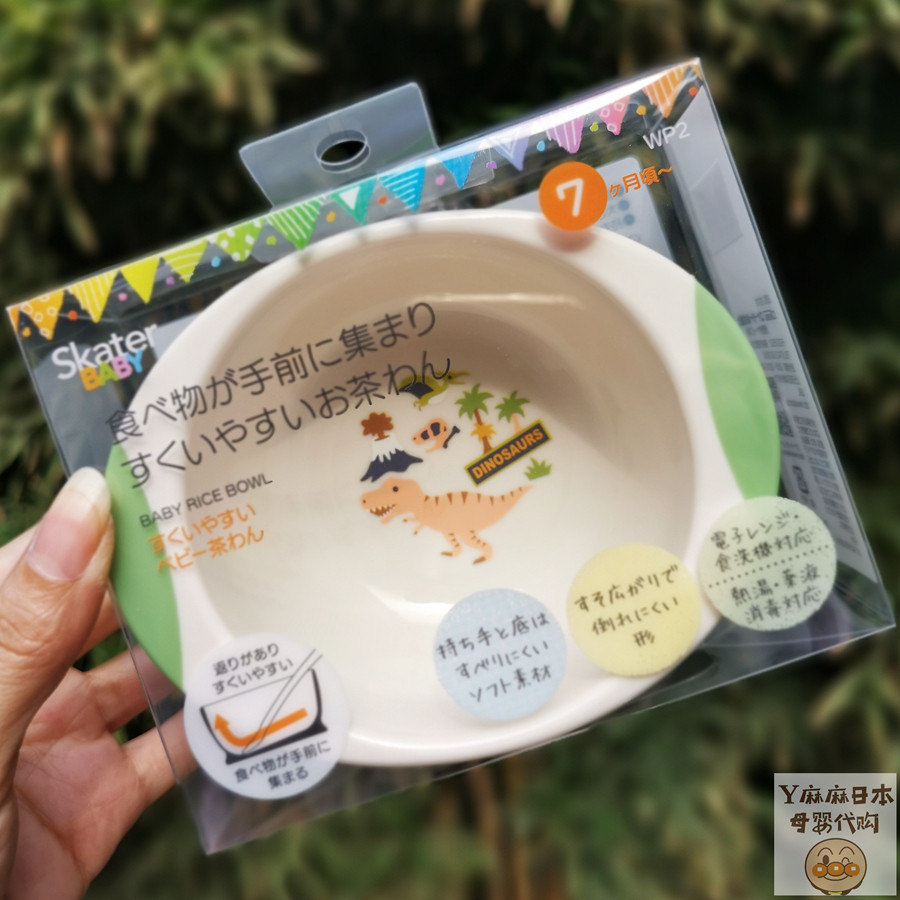 WP2
7ヶ月頃～
Skater
BABY
食べ物が手前に集まり
すくいやすいお茶わん
BABY RICE BOWL
すくいやすい
ベビー茶わん
DINOSAURS
電子レンジ・
食洗機対応
熱湯・薬液
消毒対応
すそ広がりで
倒れにくい
形
持ち手と底は
すべりにくい
ソフト素材
返りがあり
すくいやすい
食べ物が手前に
集まる
Y麻麻日本
母婴代购